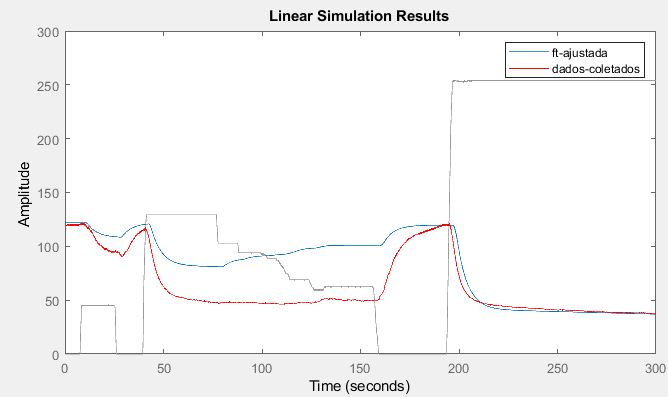 Linear Simulation Results
300
250
200
150
100
50
0
Amplitude
ft-ajustada
dados-coletados
0 50 100 150 200 250 300
Time (seconds)